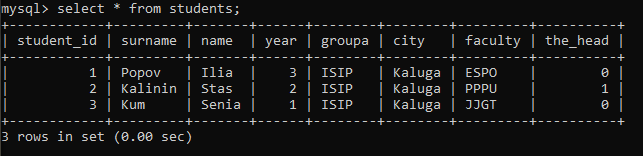 mysql> select * from students;
+------------+---------+-------+------+--------+--------+---------+----------+
| student_id | surname | name  | year | groupa | city   | faculty | the_head |
+------------+---------+-------+------+--------+--------+---------+----------+
|          1 | Popov   | Ilia  |    3 | ISIP   | Kaluga | ESPO    |        0 |
|          2 | Kalinin | Stas  |    2 | ISIP   | Kaluga | PPPU    |        1 |
|          3 | Kum     | Senia |    1 | ISIP   | Kaluga | JJGT    |        0 |
+------------+---------+-------+------+--------+--------+---------+----------+
3 rows in set (0.00 sec)